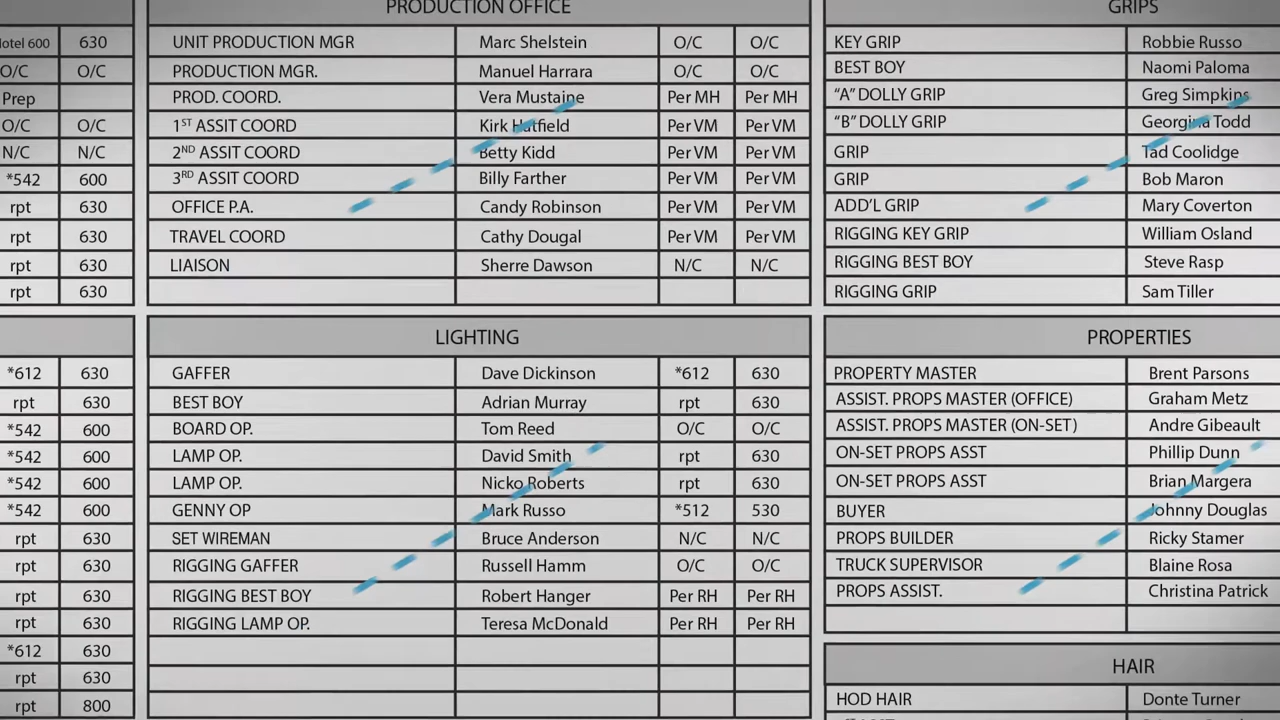 PRODUCTION OFFICE
UNIT PRODUCTION MGR Marc Shelstein O/C O/C
PRODUCTION MGR. Manuel Harrara O/C O/C
PROD. COORD. Vera Mustaine Per MH Per MH
1ST ASSIT COORD Kirk Hatfield Per VM Per VM
2ND ASSIT COORD Betty Kidd Per VM Per VM
3RD ASSIT COORD Billy Farther Per VM Per VM
OFFICE P.A. Candy Robinson Per VM Per VM
TRAVEL COORD Cathy Dougal Per VM Per VM
LIAISON Sherre Dawson N/C N/C
GRIPS
KEY GRIP Robbie Russo
BEST BOY Naomi Paloma
“A” DOLLY GRIP Greg Simpkins
“B” DOLLY GRIP Georgina Todd
GRIP Tad Coolidge
GRIP Bob Maron
ADD’L GRIP Mary Coverton
RIGGING KEY GRIP William Osland
RIGGING BEST BOY Steve Rasp
RIGGING GRIP Sam Tiller
600 630
O/C O/C
Prep
O/C O/C
N/C N/C
*542 600
rpt 630
rpt 630
rpt 630
rpt 630
*612 630
rpt 630
*542 600
*542 600
*542 600
*542 600
rpt 630
rpt 630
rpt 630
rpt 630
*612 630
rpt 630
rpt 800
LIGHTING
GAFFER Dave Dickinson *612 630
BEST BOY Adrian Murray rpt 630
BOARD OP. Tom Reed O/C O/C
LAMP OP. David Smith rpt 630
LAMP OP. Nicko Roberts rpt 630
GENNY OP Mark Russo *512 530
SET WIREMAN Bruce Anderson N/C N/C
RIGGING GAFFER Russell Hamm O/C O/C
RIGGING BEST BOY Robert Hanger Per RH Per RH
RIGGING LAMP OP. Teresa McDonald Per RH Per RH
PROPERTIES
PROPERTY MASTER Brent Parsons
ASSIST. PROPS MASTER (OFFICE) Graham Metz
ASSIST. PROPS MASTER (ON-SET) Andre Gibeault
ON-SET PROPS ASST Phillip Dunn
ON-SET PROPS ASST Brian Margera
BUYER Johnny Douglas
PROPS BUILDER Ricky Stamer
TRUCK SUPERVISOR Blaine Rosa
PROPS ASSIST. Christina Patrick
HAIR
HOD HAIR Donte Turner